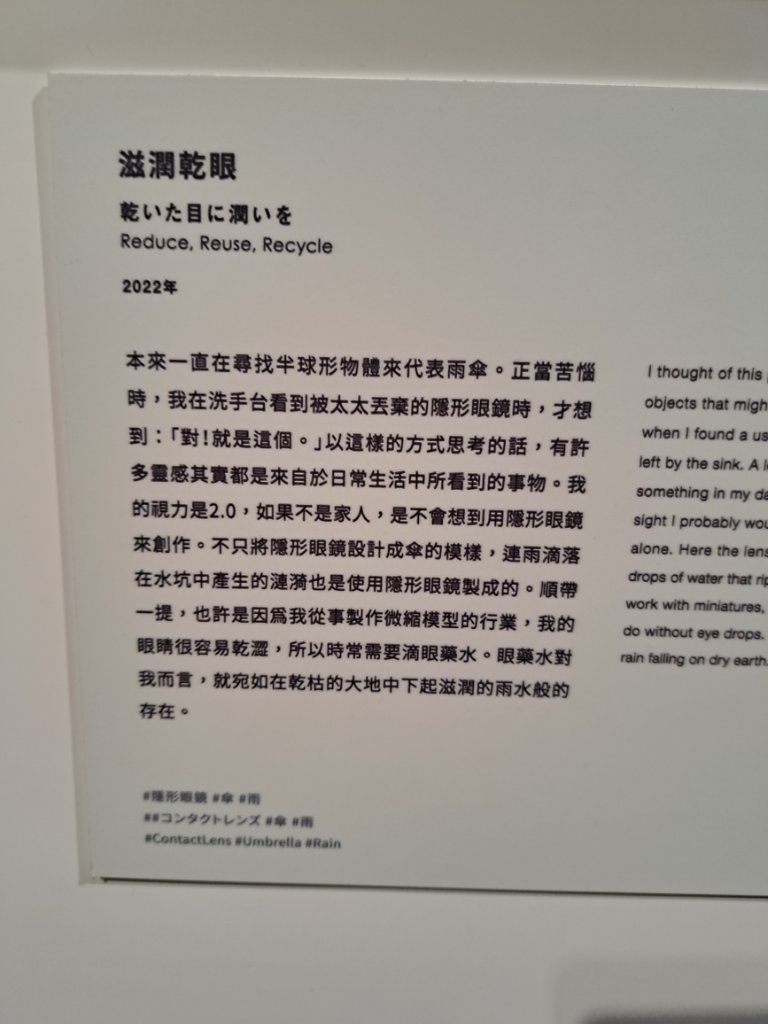 滋潤乾眼
乾いた目に潤いを
Reduce, Reuse, Recycle
2022年
本來一直在尋找半球形物體來代表雨傘。正當苦惱
時，我在洗手台看到被太太丟棄的隱形眼鏡時，才想
到：「對！就是這個。」以這樣的方式思考的話，有許
多靈感其實都是來自於日常生活中所看到的事物。我
的視力是2.0，如果不是家人，是不會想到用隱形眼鏡
來創作。不只將隱形眼鏡設計成傘的模樣，連雨滴落
在水坑中產生的漣漪也是使用隱形眼鏡製成的。順帶
一提，也許是因為我從事製作微縮模型的行業，我的
眼睛很容易乾澀，所以時常需要滴眼藥水。眼藥水對
我而言，就宛如在乾枯的大地中下起滋潤的雨水般的
存在。
I thought of this
objects that migh
when I found a us
left by the sink. A l
something in my da
sight I probably wou
alone. Here the lens
drops of water that rip
work with miniatures,
do without eye drops.
rain falling on dry earth.
#隱形眼鏡 #傘 #雨
##コンタクトレンズ #傘 #雨
#ContactLens #Umbrella #Rain